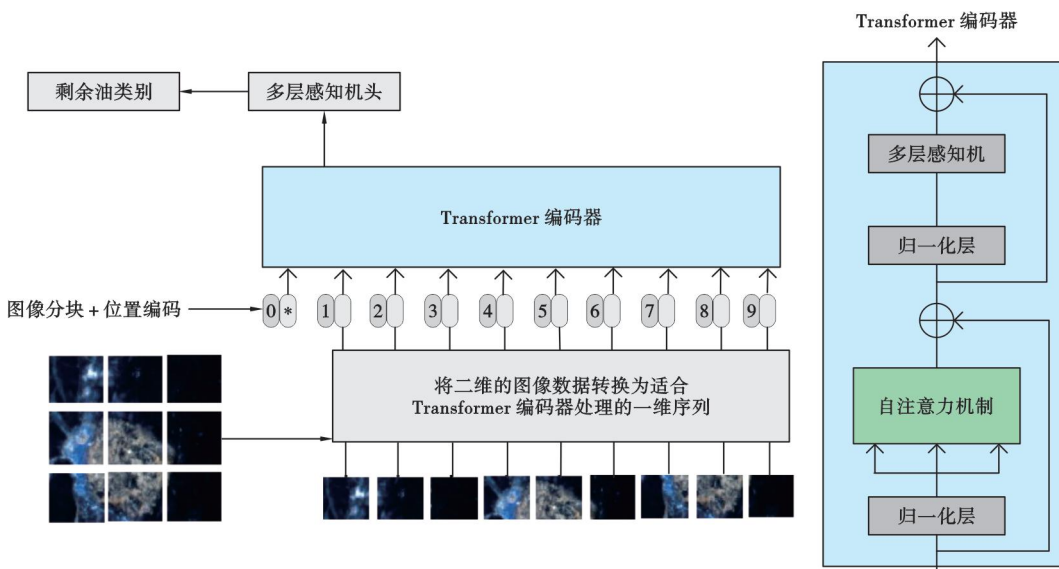 Transformer 编码器
剩余油类别
多层感知机头
多层感知机
Transformer 编码器
归一化层
图像分块 + 位置编码
0 * 1 2 3 4 5 6 7 8 9
将二维的图像数据转换为适合
Transformer 编码器处理的一维序列
自注意力机制
归一化层